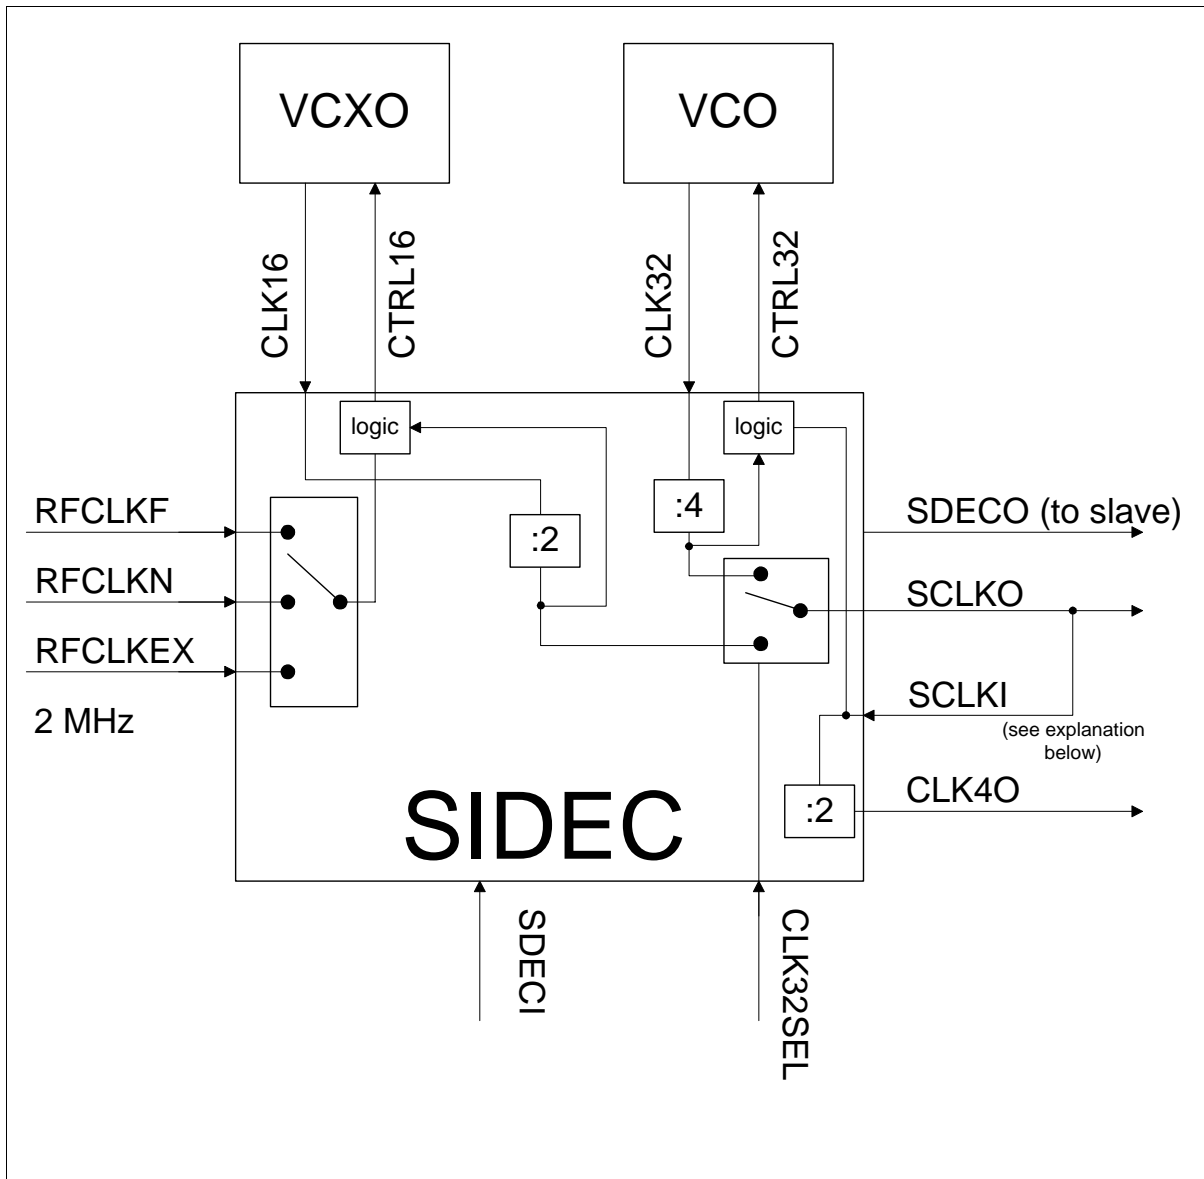 VCXO
VCO
CLK16
CTRL16
CLK32
CTRL32
logic
logic
RFCLKF
:4
SDECO (to slave)
:2
RFCLKN
SCLKO
RFCLKEX
SCLKI
2 MHz
(see explanation
below)
CLK4O
:2
SIDEC
SDECI
CLK32SEL